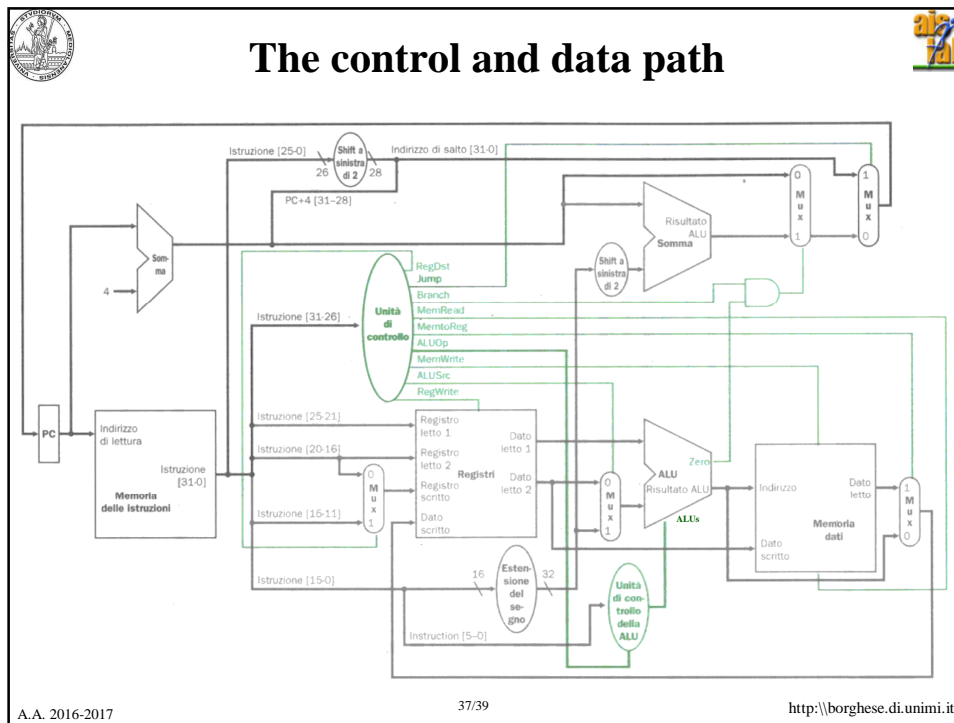 The control and data path
Istruzione [25-0]
26
Shift a
sinistra
di 2
28
Indirizzo di salto [31-0]
PC+4 [31-28]
4
Som-
ma
Shift a
sinistra
di 2
Risultato
ALU
Somma
0
M
u
x
1
1
M
u
x
0
Istruzione [31-26]
Unità
di
controllo
RegDst
Jump
Branch
MemRead
MemtoReg
ALUOp
MemWrite
ALUSrc
RegWrite
PC
Indirizzo
di lettura
Istruzione
[31-0]
Memoria
delle istruzioni
Istruzione [25-21]
Istruzione [20-16]
Istruzione [15-11]
Istruzione [15-0]
0
M
u
x
1
Registro
letto 1
Registro
letto 2
Registro
scritto
Dato
scritto
Registri
Dato
letto 1
Dato
letto 2
0
M
u
x
1
Zero
ALU
Risultato ALU
ALUs
Indirizzo
Dato
scritto
Dato
letto
Memoria
dati
1
M
u
x
0
16
Esten-
sione
del
se-
gno
32
Unità
di con-
trollo
della
ALU
Instruction [5-0]
A.A. 2016-2017
37/39
http:\\borghese.di.unimi.it